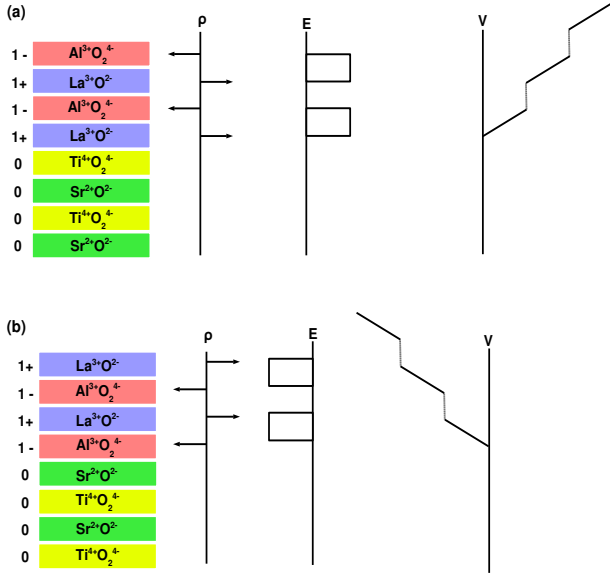 (a)
ρ E V
1 - Al³⁺O₂⁴⁻
1+ La³⁺O²⁻
1 - Al³⁺O₂⁴⁻
1+ La³⁺O²⁻
0 Ti⁴⁺O₂⁴⁻
0 Sr²⁺O²⁻
0 Ti⁴⁺O₂⁴⁻
0 Sr²⁺O²⁻
(b)
ρ E V
1+ La³⁺O²⁻
1 - Al³⁺O₂⁴⁻
1+ La³⁺O²⁻
1 - Al³⁺O₂⁴⁻
0 Sr²⁺O²⁻
0 Ti⁴⁺O₂⁴⁻
0 Sr²⁺O²⁻
0 Ti⁴⁺O₂⁴⁻